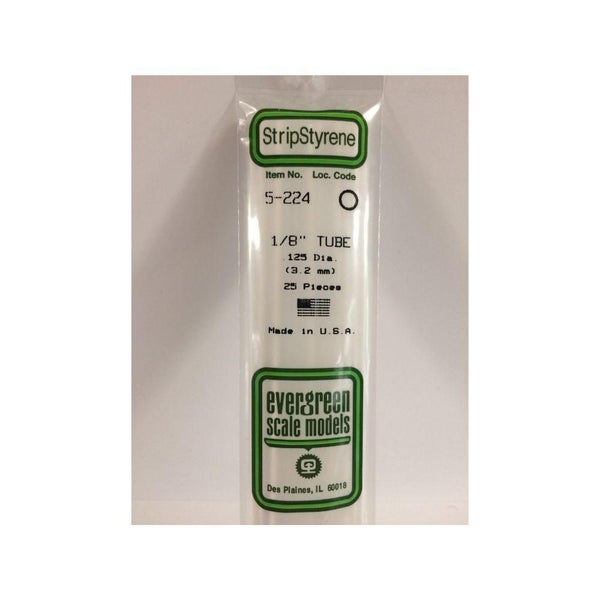 StripStyrene
Item No. Loc. Code
5-224
1/8" TUBE
.125 Dia.
(3.2 mm)
25 Pieces
Made in U.S.A.
evergreen
scale models
Des Plaines, IL 60018